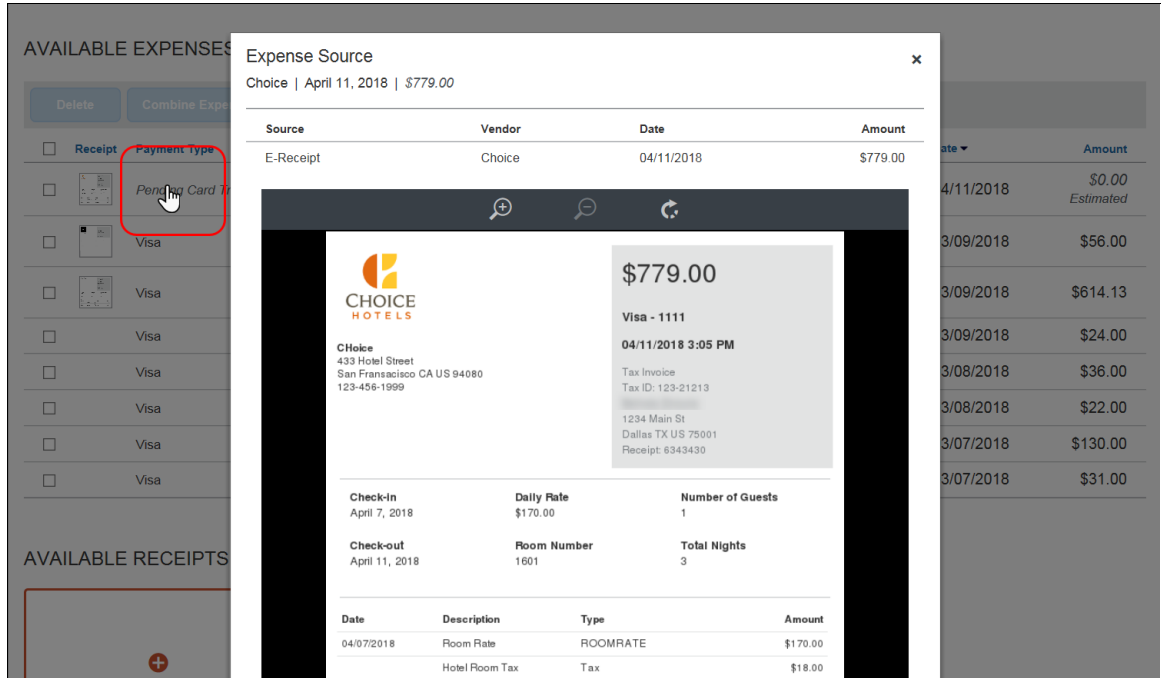 AVAILABLE EXPENSES
Delete
Combine Expe
Receipt
Payment Type
ate
Amount
Pending Card Tr
4/11/2018
$0.00
Estimated
Visa
3/09/2018
$56.00
Visa
3/09/2018
$614.13
Visa
3/09/2018
$24.00
Visa
3/08/2018
$36.00
Visa
3/08/2018
$22.00
Visa
3/07/2018
$130.00
Visa
3/07/2018
$31.00
AVAILABLE RECEIPTS
Expense Source
×
Choice | April 11, 2018 | $779.00
Source Vendor Date Amount
E-Receipt Choice 04/11/2018 $779.00
CHOICE
HOTELS
CHoice
433 Hotel Street
San Fransacisco CA US 94080
123-456-1999
$779.00
Visa - 1111
04/11/2018 3:05 PM
Tax Invoice
Tax ID: 123-21213
1234 Main St
Dallas TX US 75001
Receipt: 6343430
Check-in Daily Rate Number of Guests
April 7, 2018 $170.00 1
Check-out Room Number Total Nights
April 11, 2018 1601 3
Date Description Type Amount
04/07/2018 Room Rate ROOMRATE $170.00
Hotel Room Tax Tax $18.00